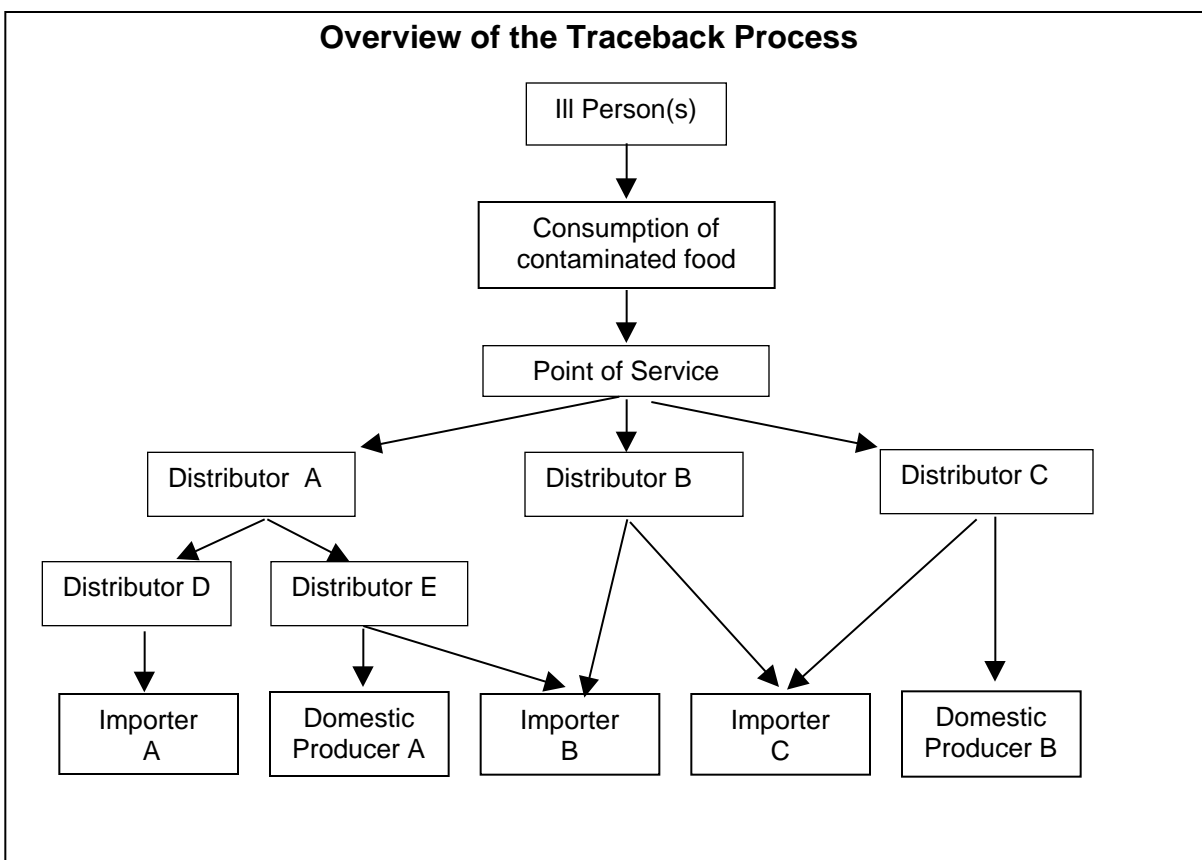 Overview of the Traceback Process
Ill Person(s)
Consumption of
contaminated food
Point of Service
Distributor A
Distributor B
Distributor C
Distributor D
Distributor E
Importer
A
Domestic
Producer A
Importer
B
Importer
C
Domestic
Producer B